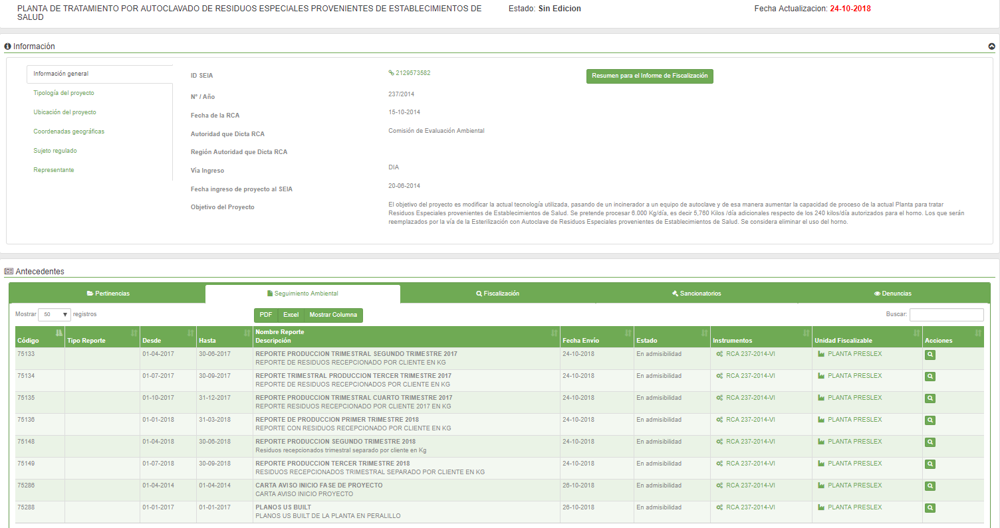 PLANTA DE TRATAMIENTO POR AUTOCLAVADO DE RESIDUOS ESPECIALES PROVENIENTES DE ESTABLECIMIENTOS DE SALUD
Estado: Sin Edicion
Fecha Actualizacion: 24-10-2018
Información
Información general
Tipología del proyecto
Ubicación del proyecto
Coordenadas geográficas
Sujeto regulado
Representante
ID SEIA 2129573582
Resumen para el Informe de Fiscalización
Nº / Año 237/2014
Fecha de la RCA 15-10-2014
Autoridad que Dicta RCA Comisión de Evaluación Ambiental
Región Autoridad que Dicta RCA
Vía Ingreso DIA
Fecha ingreso de proyecto al SEIA 20-06-2014
Objetivo del Proyecto El objetivo del proyecto es modificar la actual tecnología utilizada, pasando de un incinerador a un equipo de autoclave y de esa manera aumentar la capacidad de proceso de la actual Planta para tratar
Residuos Especiales provenientes de Establecimientos de Salud. Se pretende procesar 6.000 Kg/día, es decir 5,760 Kilos /día adicionales respecto de los 240 kilos/día autorizados para el horno. Los que serán
reemplazados por la vía de la Esterilización con Autoclave de Residuos Especiales provenientes de Establecimientos de Salud. Se considera eliminar el uso del horno.
Antecedentes
Pertinencias Seguimiento Ambiental Fiscalización Sancionatorios Denuncias
Mostrar 50 registros PDF Excel Mostrar Columna Buscar:
Código Tipo Reporte Desde Hasta Nombre Reporte Descripción Fecha Envío Estado Instrumentos Unidad Fiscalizable Acciones
75133 01-04-2017 30-06-2017 REPORTE PRODUCCION TRIMESTRAL SEGUNDO TRIMESTRE 2017 24-10-2018 En admisibilidad RCA 237-2014-VI PLANTA PRESLEX
REPORTE DE RESIDUOS RECEPCIONADO POR CLIENTE EN KG
75134 01-07-2017 30-09-2017 REPORTE TRIMESTRAL PRODUCCION TERCER TRIMESTRE 2017 24-10-2018 En admisibilidad RCA 237-2014-VI PLANTA PRESLEX
REPORTE DE RESIDUOS RECEPCIONADOS POR CLIENTE EN KG
75135 01-10-2017 31-12-2017 REPORTE PRODUCCION TRIMESTRAL CUARTO TRIMESTRE 2017 24-10-2018 En admisibilidad RCA 237-2014-VI PLANTA PRESLEX
REPORTE RESIDUOS RECEPCIONADO POR CLIENTE 2017 EN KG
75136 01-01-2018 31-03-2018 REPORTE DE PRODUCCION PRIMER TRIMESTRE 2018 24-10-2018 En admisibilidad RCA 237-2014-VI PLANTA PRESLEX
REPORTE CON RESIDUOS RECEPCIONADO POR CLIENTE EN KG
75148 01-04-2018 30-06-2018 REPORTE PRODUCCION SEGUNDO TRIMESTRE 2018 24-10-2018 En admisibilidad RCA 237-2014-VI PLANTA PRESLEX
Residuos recepcionados trimestral separado por cliente en Kg
75149 01-07-2018 30-09-2018 REPORTE PRODUCCION TERCER TRIMESTRE 2018 24-10-2018 En admisibilidad RCA 237-2014-VI PLANTA PRESLEX
RESIDUOS RECEPCIONADOS TRIMESTRAL SEPARADO POR CLIENTE EN KG
75286 01-04-2014 01-04-2014 CARTA AVISO INICIO FASE DE PROYECTO 26-10-2018 En admisibilidad RCA 237-2014-VI PLANTA PRESLEX
CARTA AVISO INICIO PROYECTO
75288 01-01-2017 01-01-2017 PLANOS US BUILT 26-10-2018 En admisibilidad RCA 237-2014-VI PLANTA PRESLEX
PLANOS US BUILT DE LA PLANTA EN PERALILLO